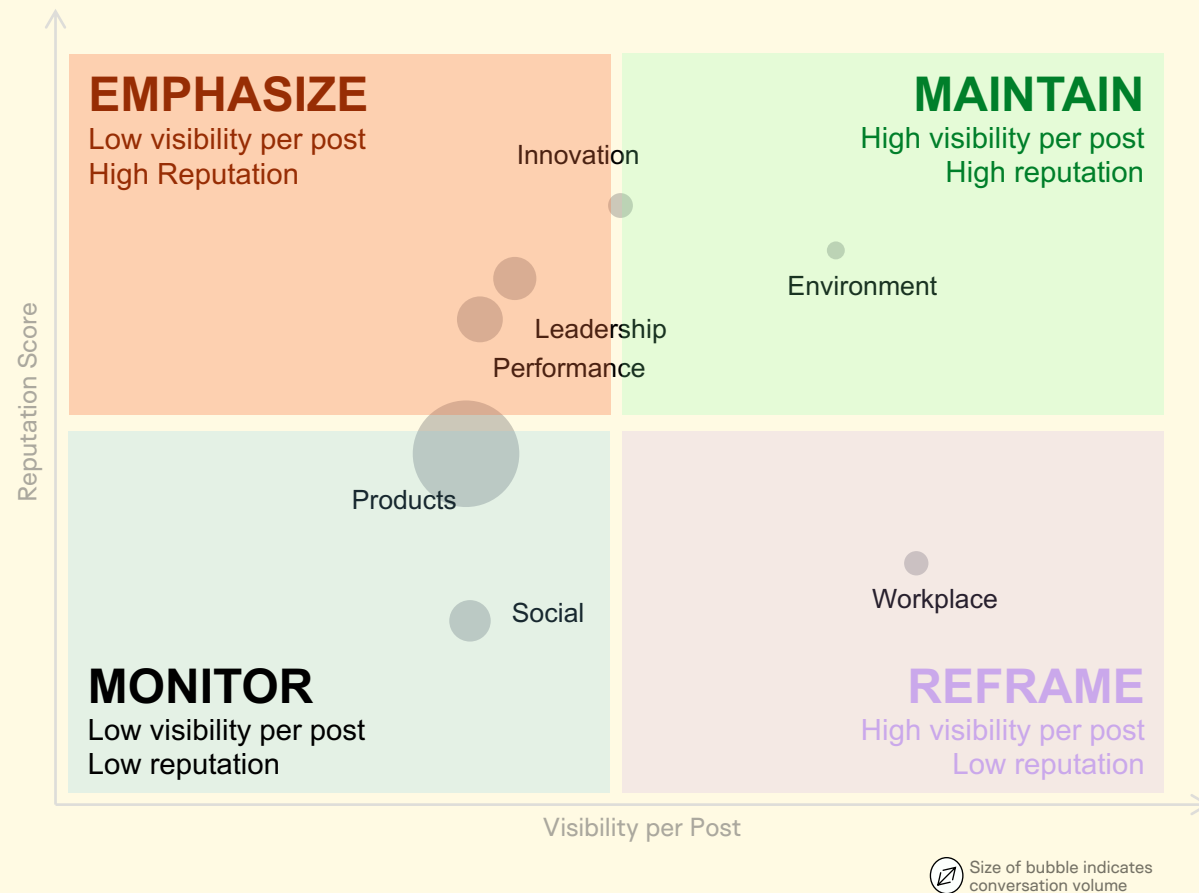 EMPHASIZE
Low visibility per post
High Reputation
MAINTAIN
High visibility per post
High reputation
Innovation
Environment
Leadership
Performance
Reputation Score
Products
Social
Workplace
MONITOR
Low visibility per post
Low reputation
REFRAME
High visibility per post
Low reputation
Visibility per Post
Size of bubble indicates
conversation volume